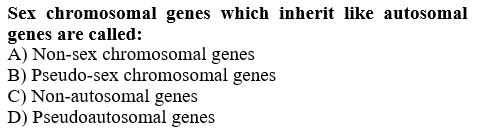 Sex chromosomal genes which inherit like autosomal
genes are called:
A) Non-sex chromosomal genes
B) Pseudo-sex chromosomal genes
C) Non-autosomal genes
D) Pseudoautosomal genes